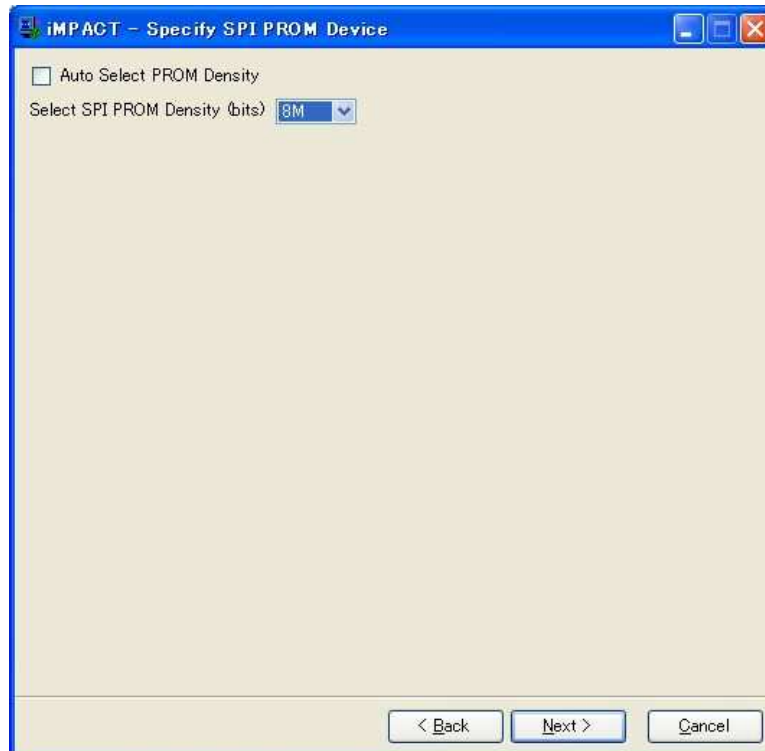 iMPACT - Specify SPI PROM Device
Auto Select PROM Density
Select SPI PROM Density (bits) 8M
< Back Next > Cancel